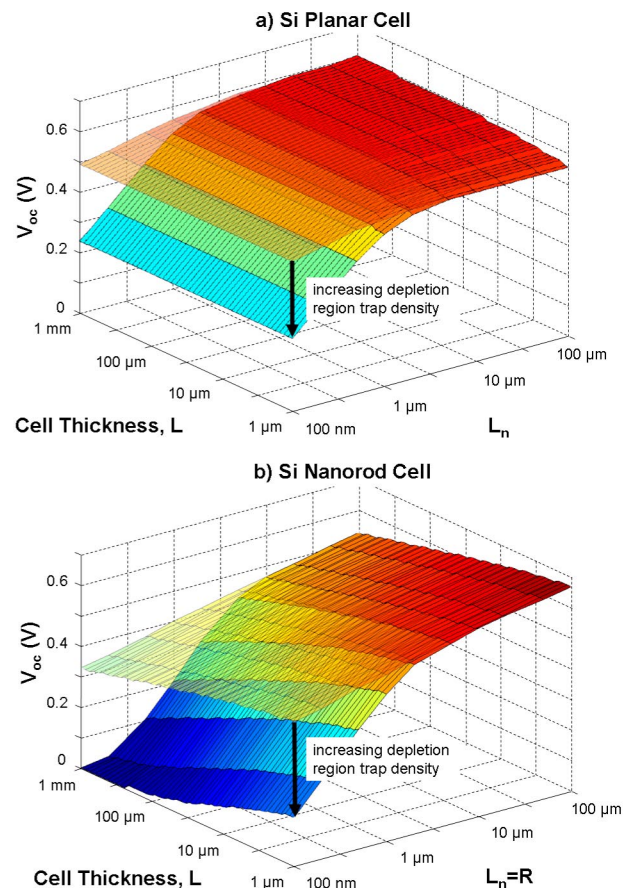 a) Si Planar Cell
0.6
0.4
0.2
0
V_oc (V)
increasing depletion
region trap density
1 mm
100 µm
10 µm
1 µm
100 µm
10 µm
1 µm
100 nm
Cell Thickness, L
L_n
b) Si Nanorod Cell
0.6
0.4
0.2
0
V_oc (V)
increasing depletion
region trap density
1 mm
100 µm
10 µm
1 µm
100 µm
10 µm
1 µm
100 nm
Cell Thickness, L
L_n=R